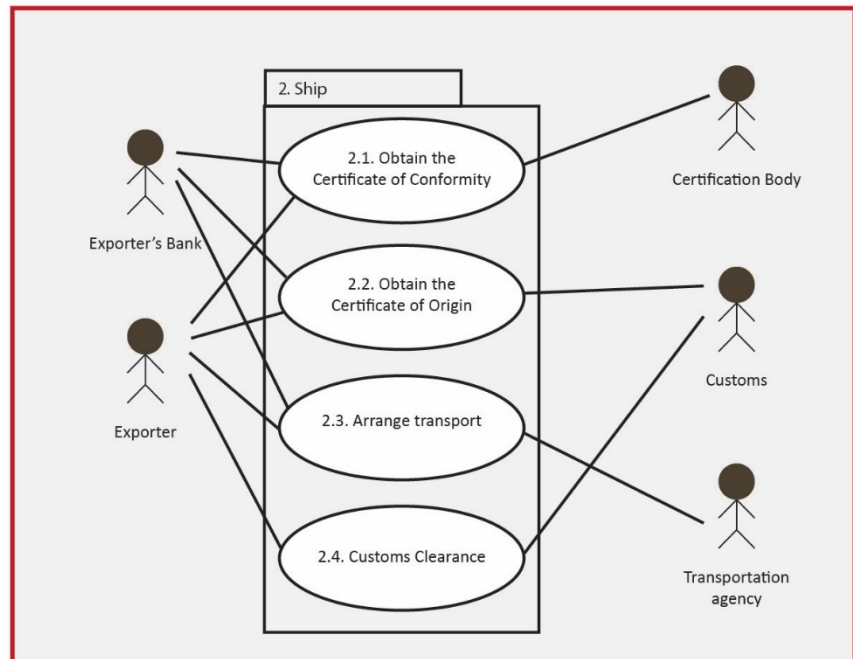 2. Ship
2.1. Obtain the
Certificate of Conformity
Certification Body
Exporter’s Bank
2.2. Obtain the
Certificate of Origin
Customs
Exporter
2.3. Arrange transport
2.4. Customs Clearance
Transportation
agency